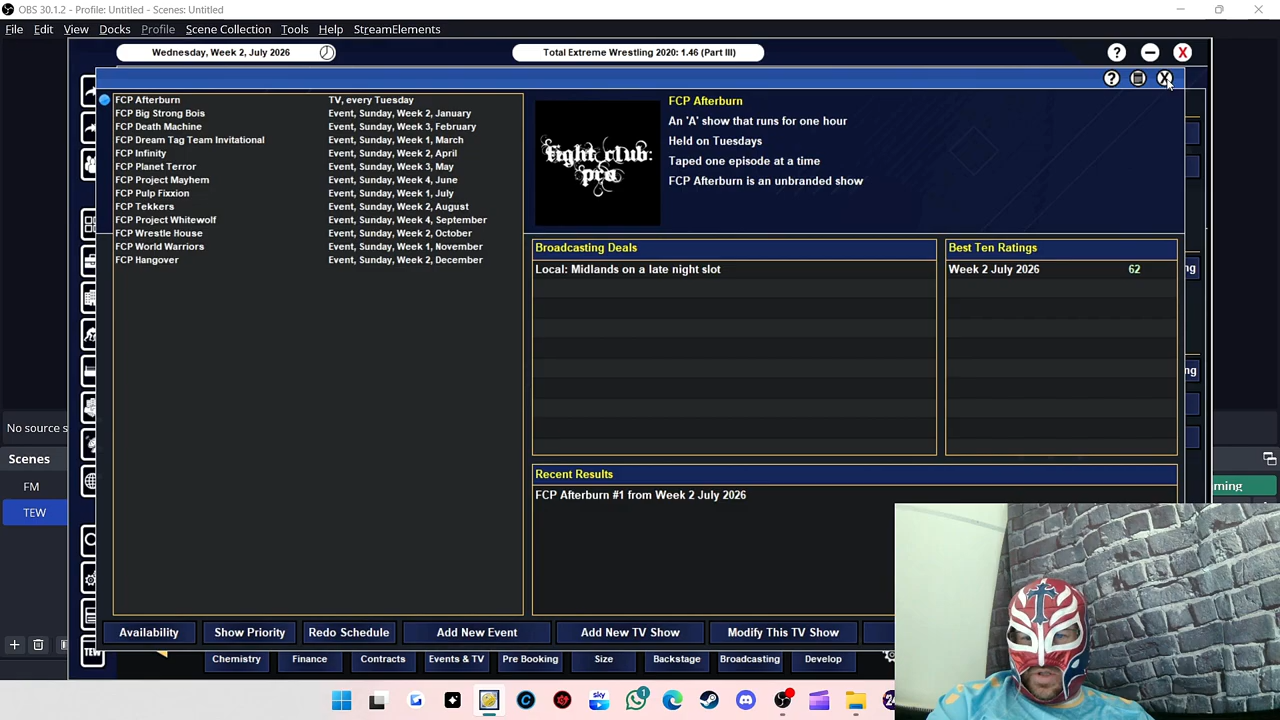 OBS 30.1.2 - Profile: Untitled - Scenes: Untitled
File Edit View Docks Profile Scene Collection Tools Help StreamElements
Wednesday, Week 2, July 2026
Total Extreme Wrestling 2020: 1.46 (Part III)
FCP Afterburn TV, every Tuesday
FCP Big Strong Bois Event, Sunday, Week 2, January
FCP Death Machine Event, Sunday, Week 3, February
FCP Dream Tag Team Invitational Event, Sunday, Week 1, March
FCP Infinity Event, Sunday, Week 2, April
FCP Planet Terror Event, Sunday, Week 3, May
FCP Project Mayhem Event, Sunday, Week 4, June
FCP Pulp Fixxion Event, Sunday, Week 1, July
FCP Tekkers Event, Sunday, Week 2, August
FCP Project Whitewolf Event, Sunday, Week 4, September
FCP Wrestle House Event, Sunday, Week 2, October
FCP World Warriors Event, Sunday, Week 1, November
FCP Hangover Event, Sunday, Week 2, December
fight club:
pro
FCP Afterburn
An 'A' show that runs for one hour
Held on Tuesdays
Taped one episode at a time
FCP Afterburn is an unbranded show
Broadcasting Deals
Local: Midlands on a late night slot
Best Ten Ratings
Week 2 July 2026 62
Recent Results
FCP Afterburn #1 from Week 2 July 2026
ng
ng
No source s
Scenes
FM
TEW
ming
Availability Show Priority Redo Schedule Add New Event Add New TV Show Modify This TV Show
TEW
Chemistry Finance Contracts Events & TV Pre Booking Size Backstage Broadcasting Develop
sky
1
24